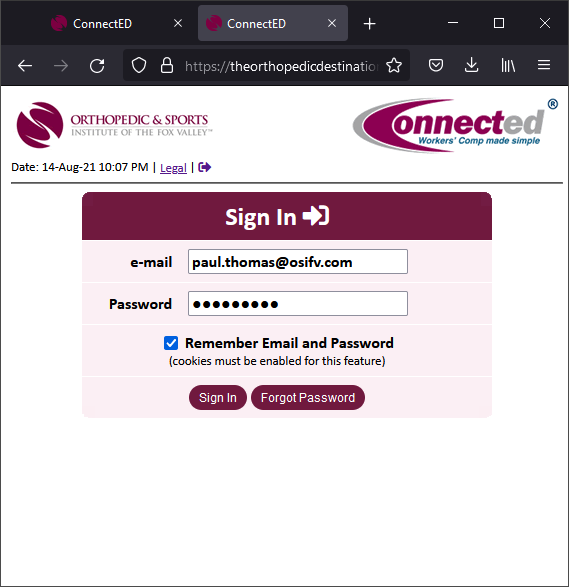 ConnectED
ConnectED
https://theorthopedicdestination
ORTHOPEDIC & SPORTS
INSTITUTE OF THE FOX VALLEY™
Connected®
Workers' Comp made simple
Date: 14-Aug-21 10:07 PM | Legal |
Sign In
e-mail
paul.thomas@osifv.com
Password
●●●●●●●●●
Remember Email and Password
(cookies must be enabled for this feature)
Sign In
Forgot Password